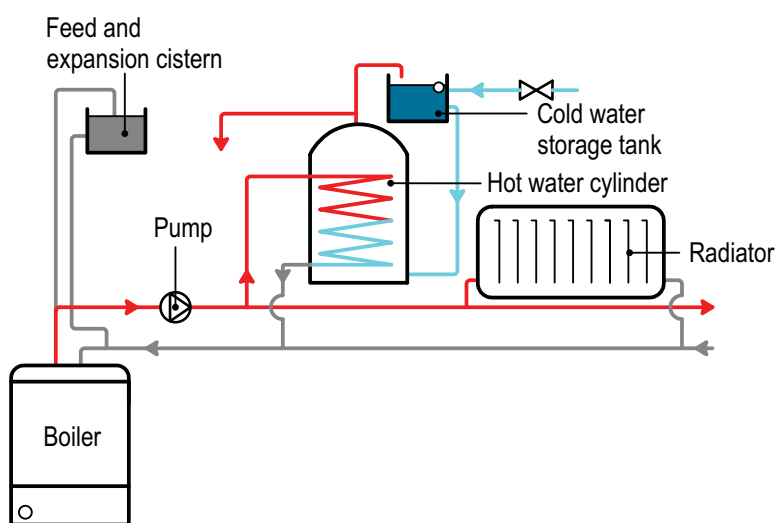 Feed and
expansion cistern
Cold water
storage tank
Hot water cylinder
Pump
Radiator
Boiler